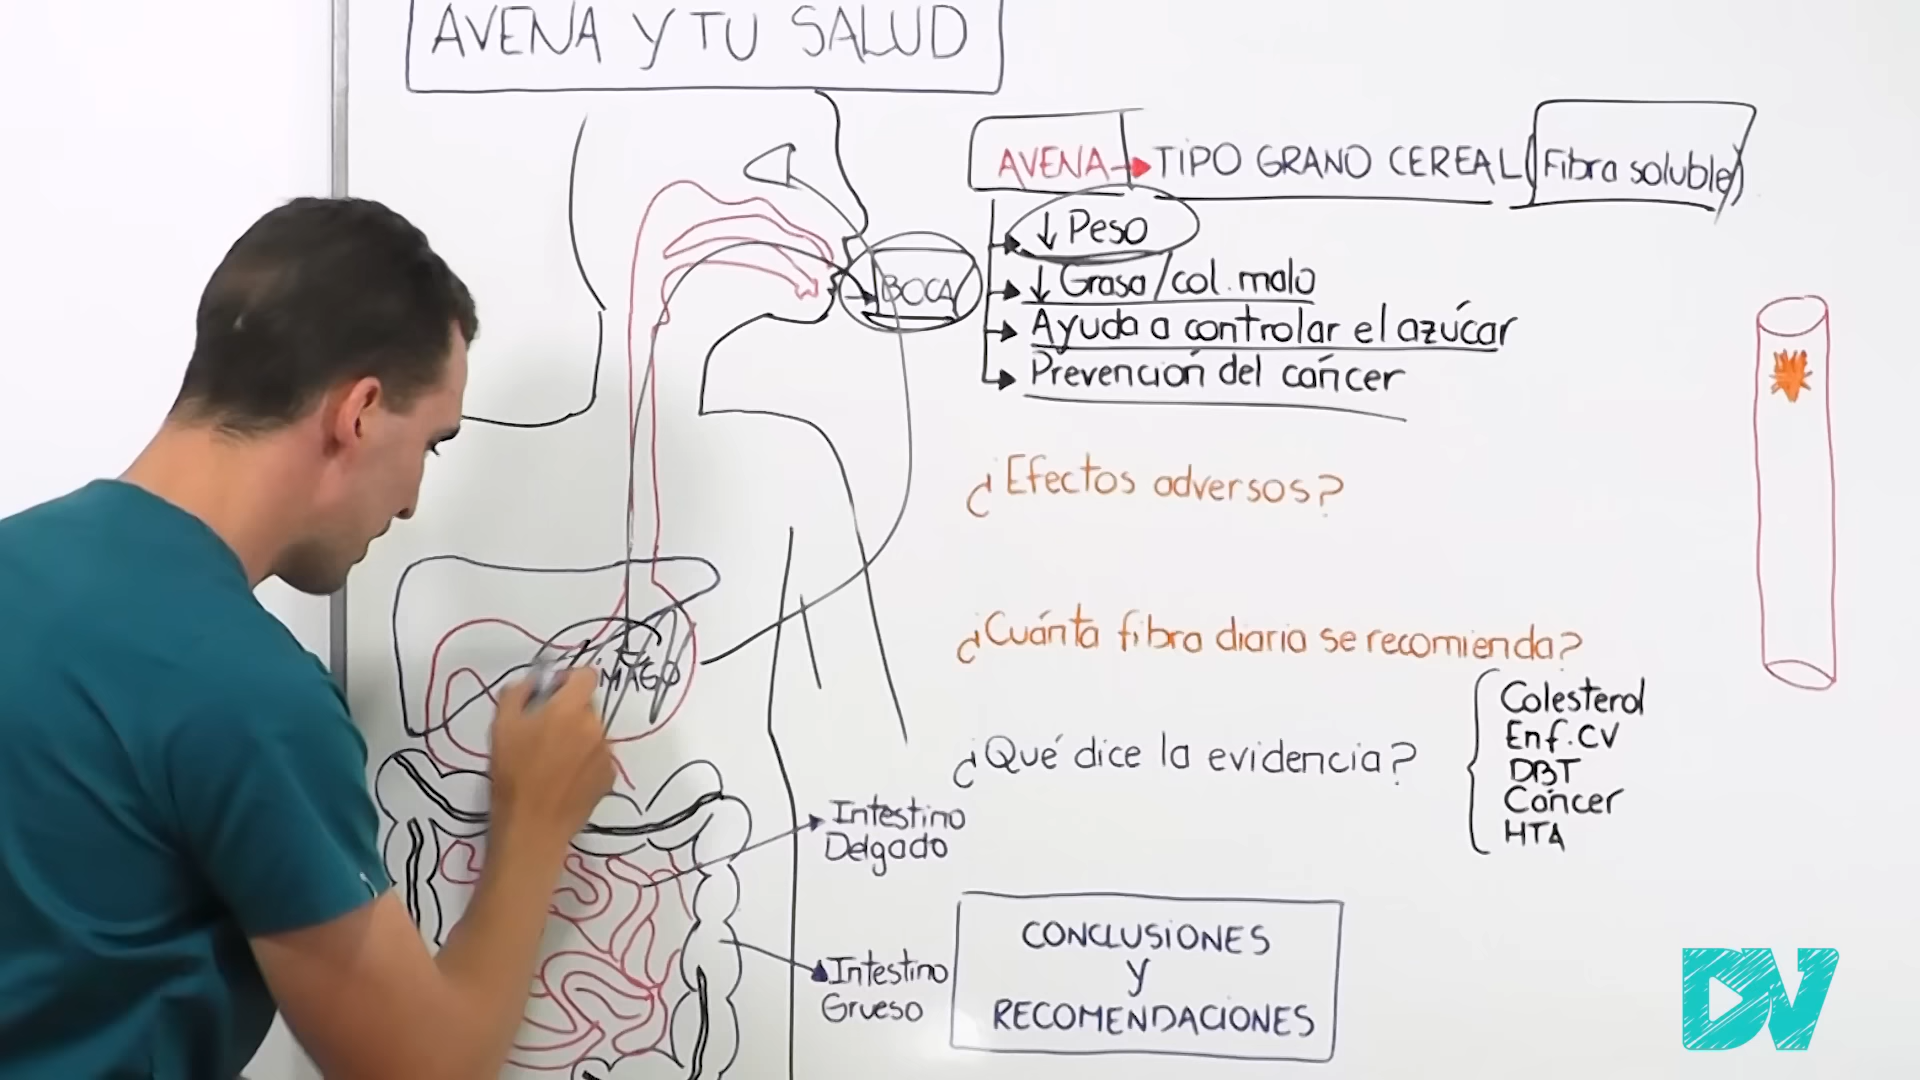 AVENA Y TU SALUD
AVENA → TIPO GRANO CEREAL (Fibra soluble)
↓ Peso
↓ Grasa/col. malo
Ayuda a controlar el azúcar
Prevención del cáncer
BOCA
¿Efectos adversos?
¿Cuánta fibra diaria se recomienda?
¿Qué dice la evidencia?
Colesterol
Enf. CV
DBT
Cáncer
HTA
Intestino
Delgado
Intestino
Grueso
CONCLUSIONES
Y
RECOMENDACIONES
DV